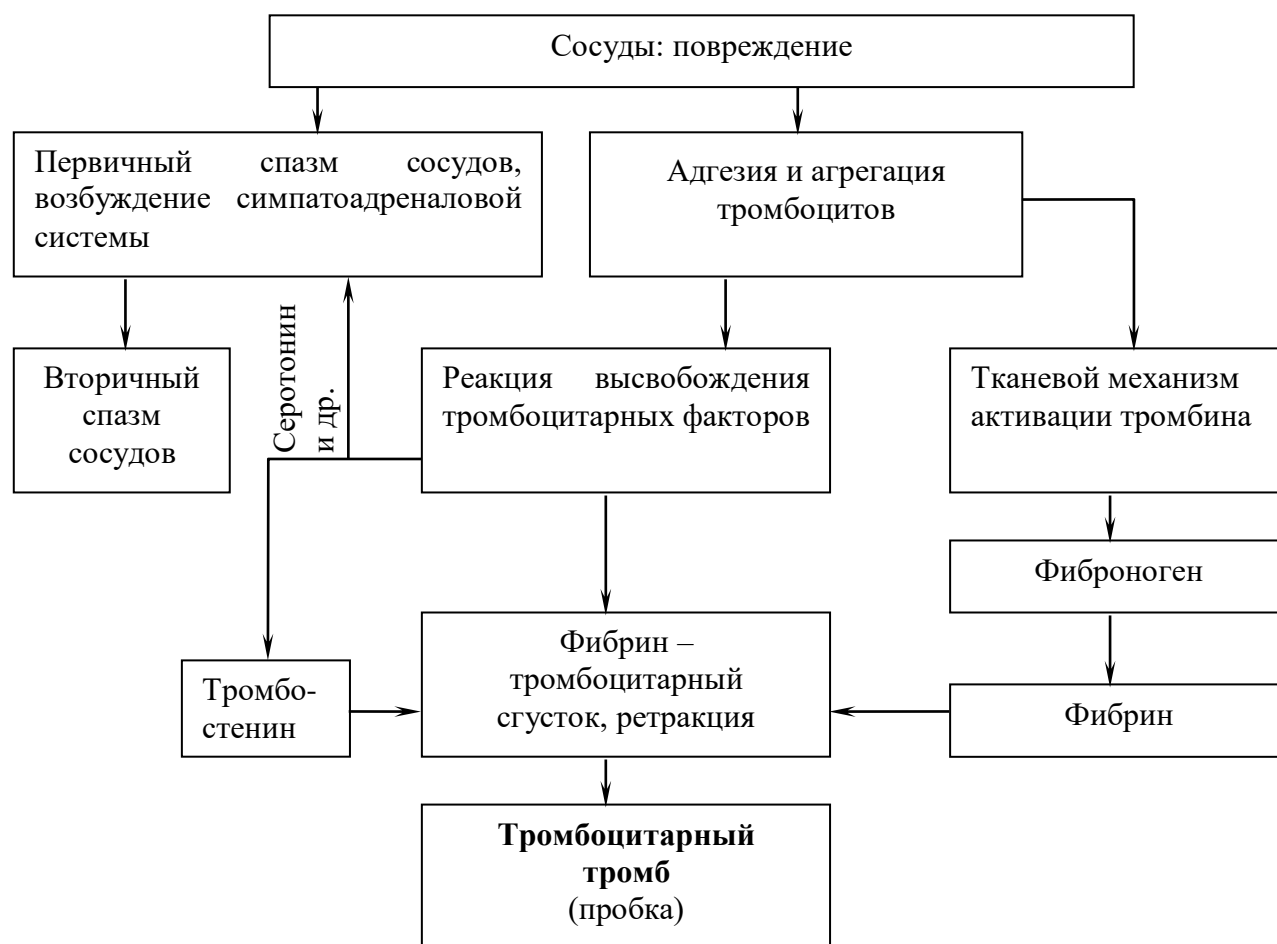 Сосуды: повреждение
Первичный спазм сосудов,
возбуждение симпатоадреналовой
системы
Адгезия и агрегация
тромбоцитов
Серотонин
и др.
Вторичный
спазм
сосудов
Реакция высвобождения
тромбоцитарных факторов
Тканевой механизм
активации тромбина
Фиброноген
Тромбо-
стенин
Фибрин –
тромбоцитарный
сгусток, ретракция
Фибрин
Тромбоцитарный
тромб
(пробка)